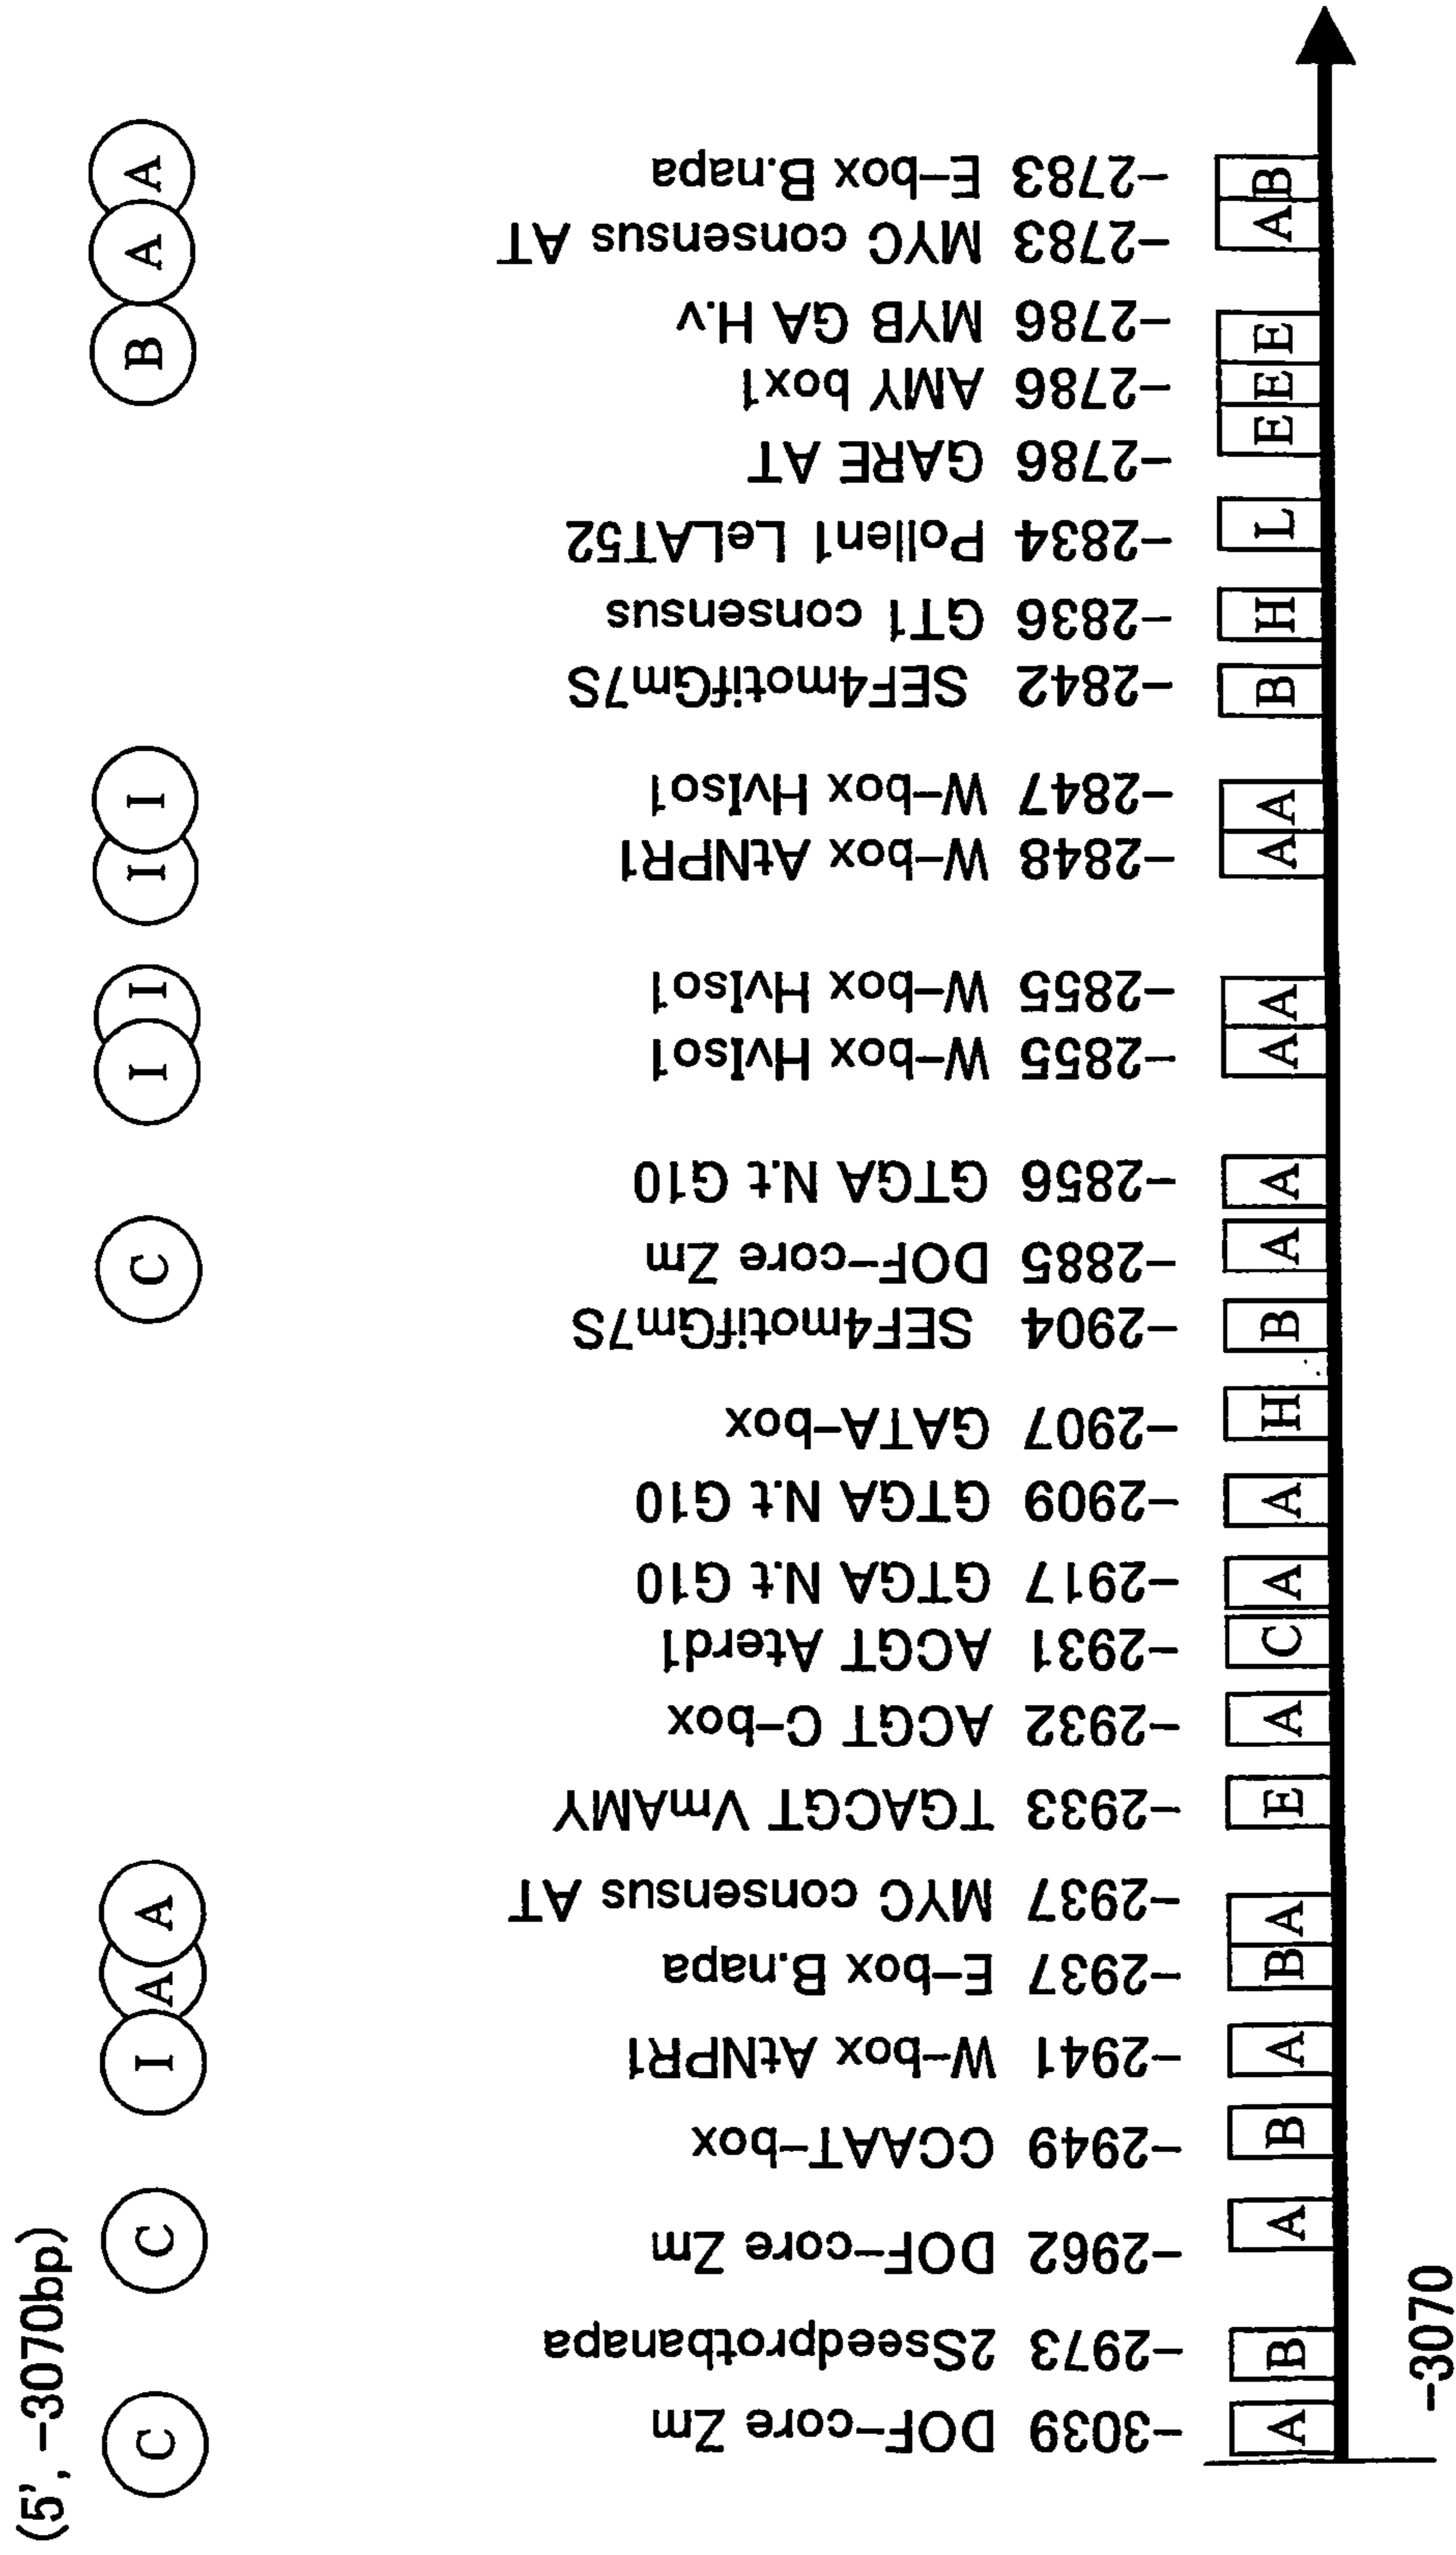 (5', -3070bp)
C C I A A C I I I I B A A
-3039 DOF-core Zm
-2973 2Sseedprotbanapa
-2962 DOF-core Zm
-2949 CCAAT-box
-2941 W-box AtNPR1
-2937 E-box B.napa
-2937 MYC consensus AT
-2933 TGACGT VmAMY
-2932 ACGT C-box
-2931 ACGT Aterd1
-2917 GTGA N.t G10
-2909 GTGA N.t G10
-2907 GATA-box
-2904 SEF4motifGm7S
-2885 DOF-core Zm
-2856 GTGA N.t G10
-2855 W-box HvIso1
-2855 W-box HvIso1
-2848 W-box AtNPR1
-2847 W-box HvIso1
-2842 SEF4motifGm7S
-2836 GT1 consensus
-2834 Pollen1 LeLAT52
-2786 GARE AT
-2786 AMY box1
-2786 MYB GA H.v
-2783 MYC consensus AT
-2783 E-box B.napa
A B A B A B A E A C A A H B A A A A A A B H L E E E A B
-3070